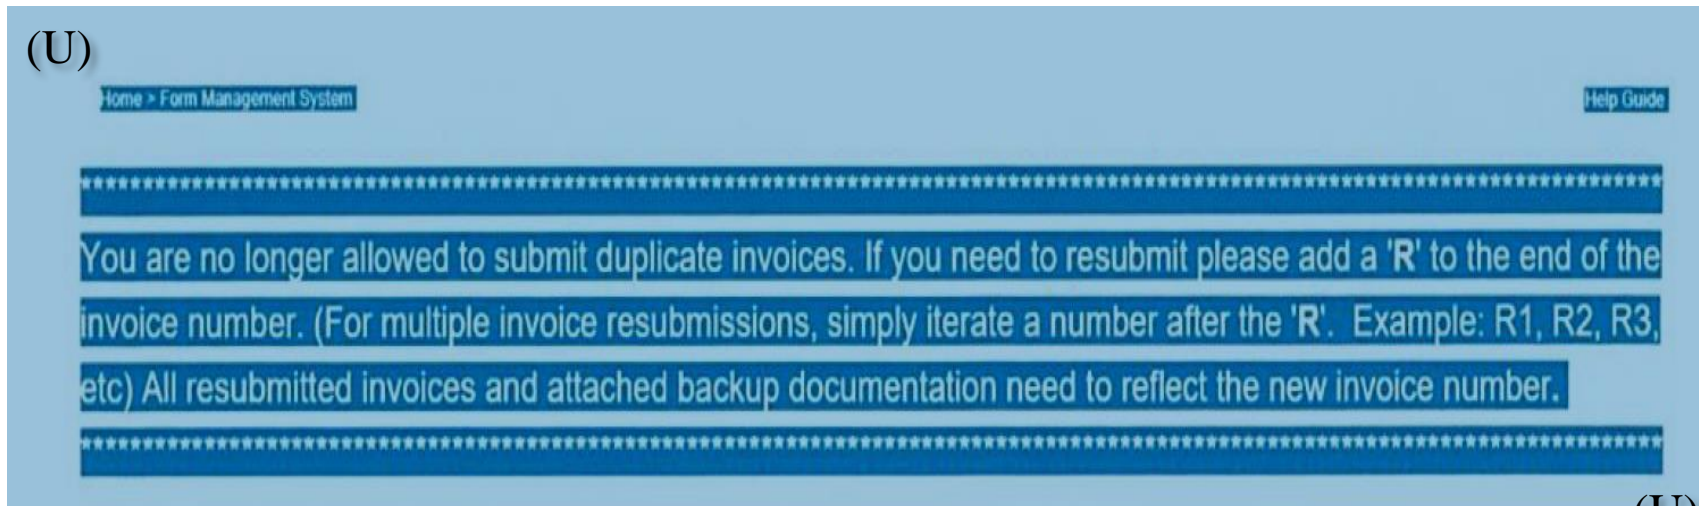 (U)
Home > Form Management System
Help Guide
********************************************************************************************************************************
You are no longer allowed to submit duplicate invoices. If you need to resubmit please add a 'R' to the end of the
invoice number. (For multiple invoice resubmissions, simply iterate a number after the 'R'.  Example: R1, R2, R3,
etc) All resubmitted invoices and attached backup documentation need to reflect the new invoice number.
********************************************************************************************************************************
(U)